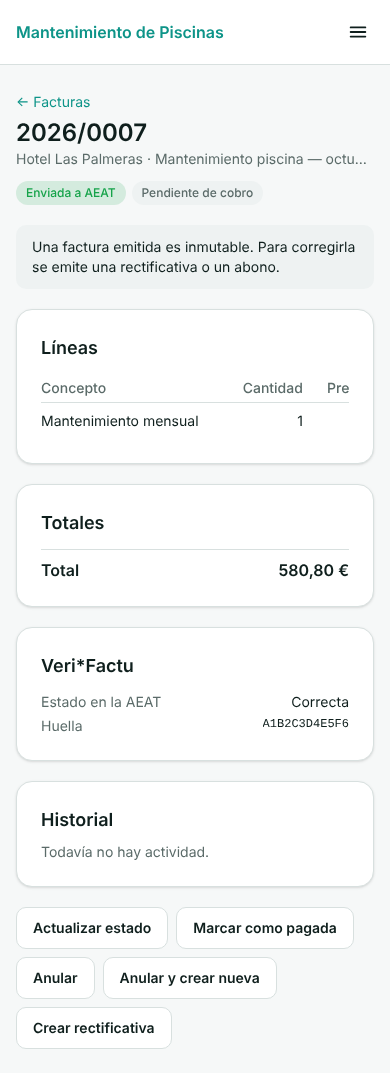 Mantenimiento de Piscinas
← Facturas
2026/0007
Hotel Las Palmeras · Mantenimiento piscina — octu...
Enviada a AEAT Pendiente de cobro
Una factura emitida es inmutable. Para corregirla
se emite una rectificativa o un abono.
Líneas
Concepto Cantidad Pre
Mantenimiento mensual 1
Totales
Total 580,80 €
Veri*Factu
Estado en la AEAT Correcta
Huella A1B2C3D4E5F6
Historial
Todavía no hay actividad.
Actualizar estado Marcar como pagada
Anular Anular y crear nueva
Crear rectificativa